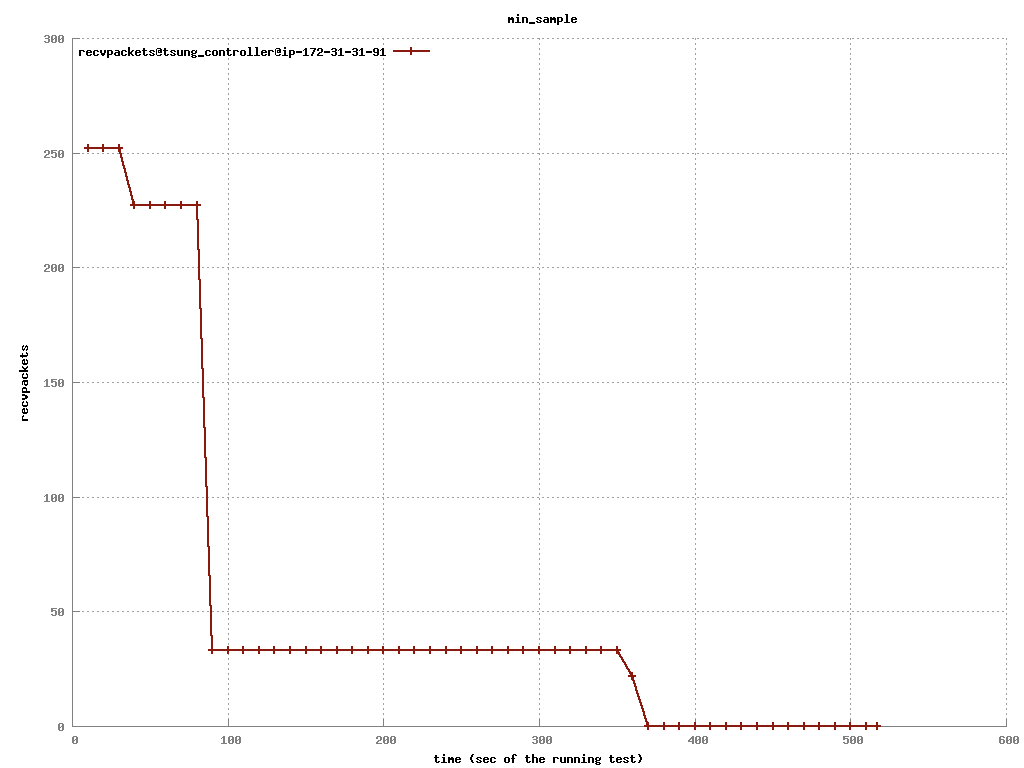 min_sample
300
recvpackets@tsung_controller@ip-172-31-31-91
250
200
150
recvpackets
100
50
0
0 100 200 300 400 500 600
time (sec of the running test)